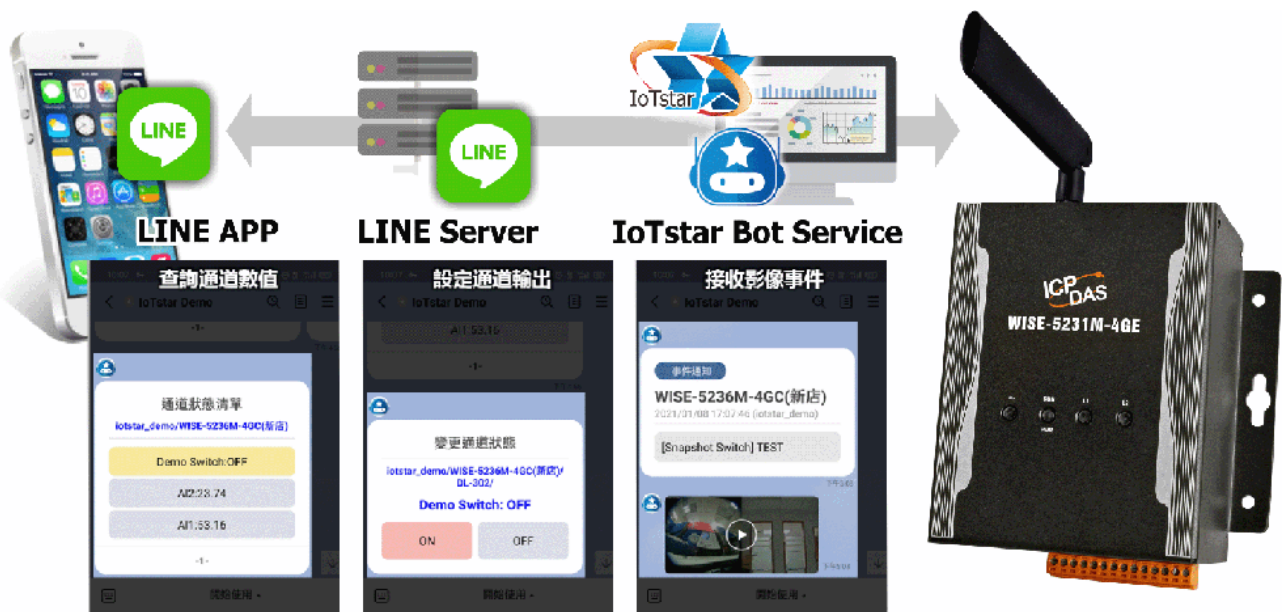 LINE
LINE
IoTstar
LINE APP
LINE Server
IoTstar Bot Service
查詢通道數值
IoTstar Demo
-1-
通道狀態清單
iotstar_demo/WISE-5236M-4GC(新店)
Demo Switch:OFF
AI2:23.74
AI1:53.16
-1-
開始使用
設定通道輸出
IoTstar Demo
AI1:53.16
-1-
變更通道狀態
iotstar_demo/WISE-5236M-4GC(新店)/
DL-302/
Demo Switch: OFF
ON
OFF
開始使用
接收影像事件
IoTstar Demo
事件通知
WISE-5236M-4GC(新店)
2021/01/08 17:07:46 (iotstar_demo)
[Snapshot Switch] TEST
開始使用
ICP DAS
WISE-5231M-4GE